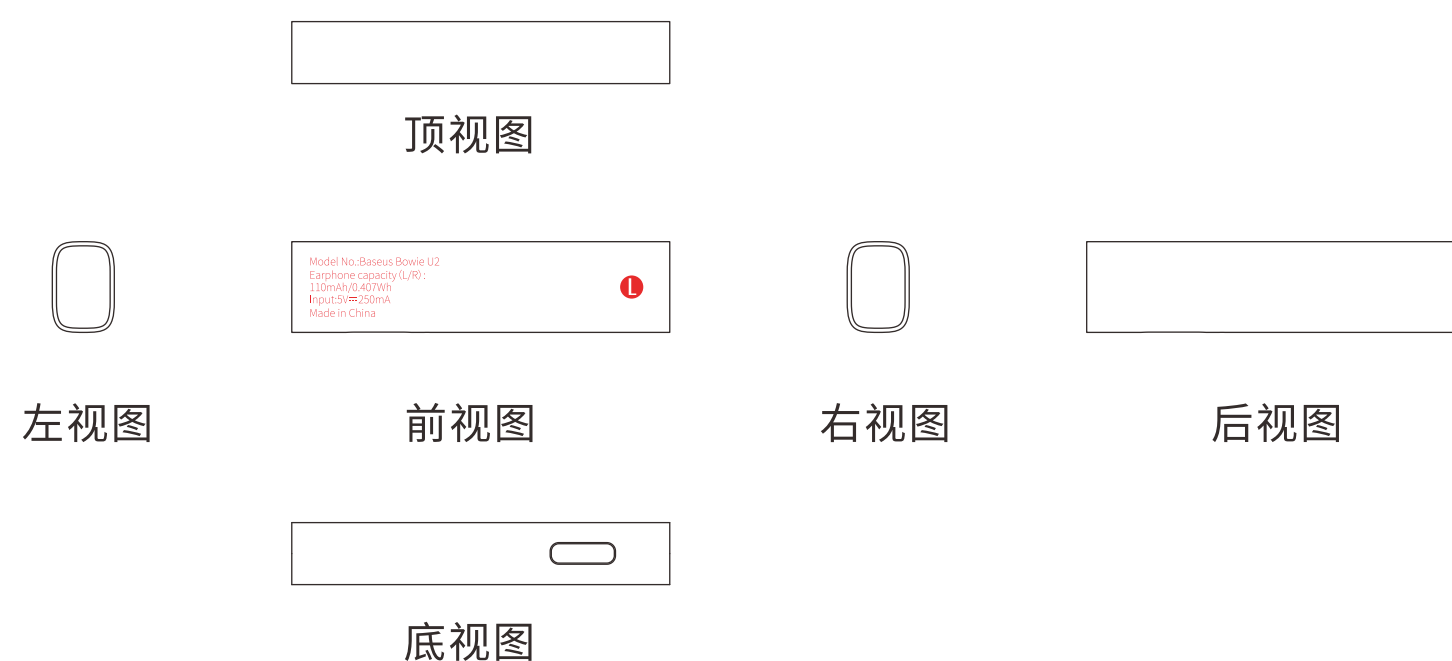 顶视图
Model No.:Baseus Bowie U2
Earphone capacity（L/R）:
110mAh/0.407Wh
Input:5V⎓250mA
Made in China
L
左视图
前视图
右视图
后视图
底视图